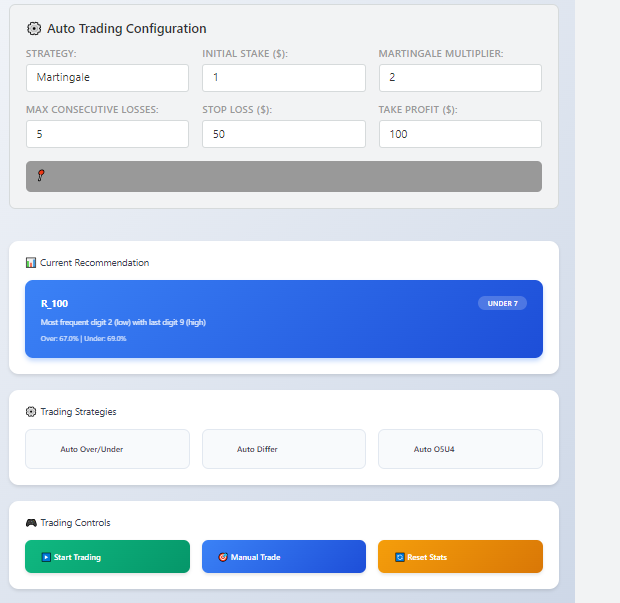 Auto Trading Configuration
STRATEGY: INITIAL STAKE ($): MARTINGALE MULTIPLIER:
Martingale 1 2
MAX CONSECUTIVE LOSSES: STOP LOSS ($): TAKE PROFIT ($):
5 50 100
Current Recommendation
R_100 UNDER 7
Most frequent digit 2 (low) with last digit 9 (high)
Over: 67.0% | Under: 69.0%
Trading Strategies
Auto Over/Under Auto Differ Auto O5U4
Trading Controls
Start Trading Manual Trade Reset Stats